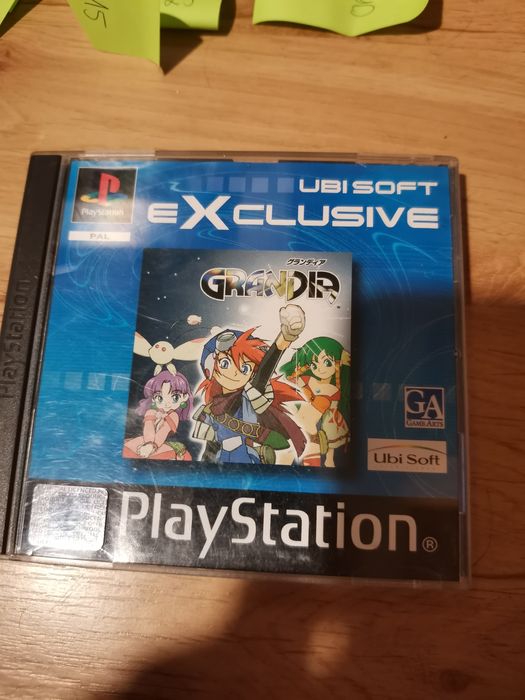 15
UBI SOFT
eXclusive
PlayStation
PAL
グランディア
GRANDIA
GA
GAME ARTS
Ubi Soft
PlayStation
PlayStation®